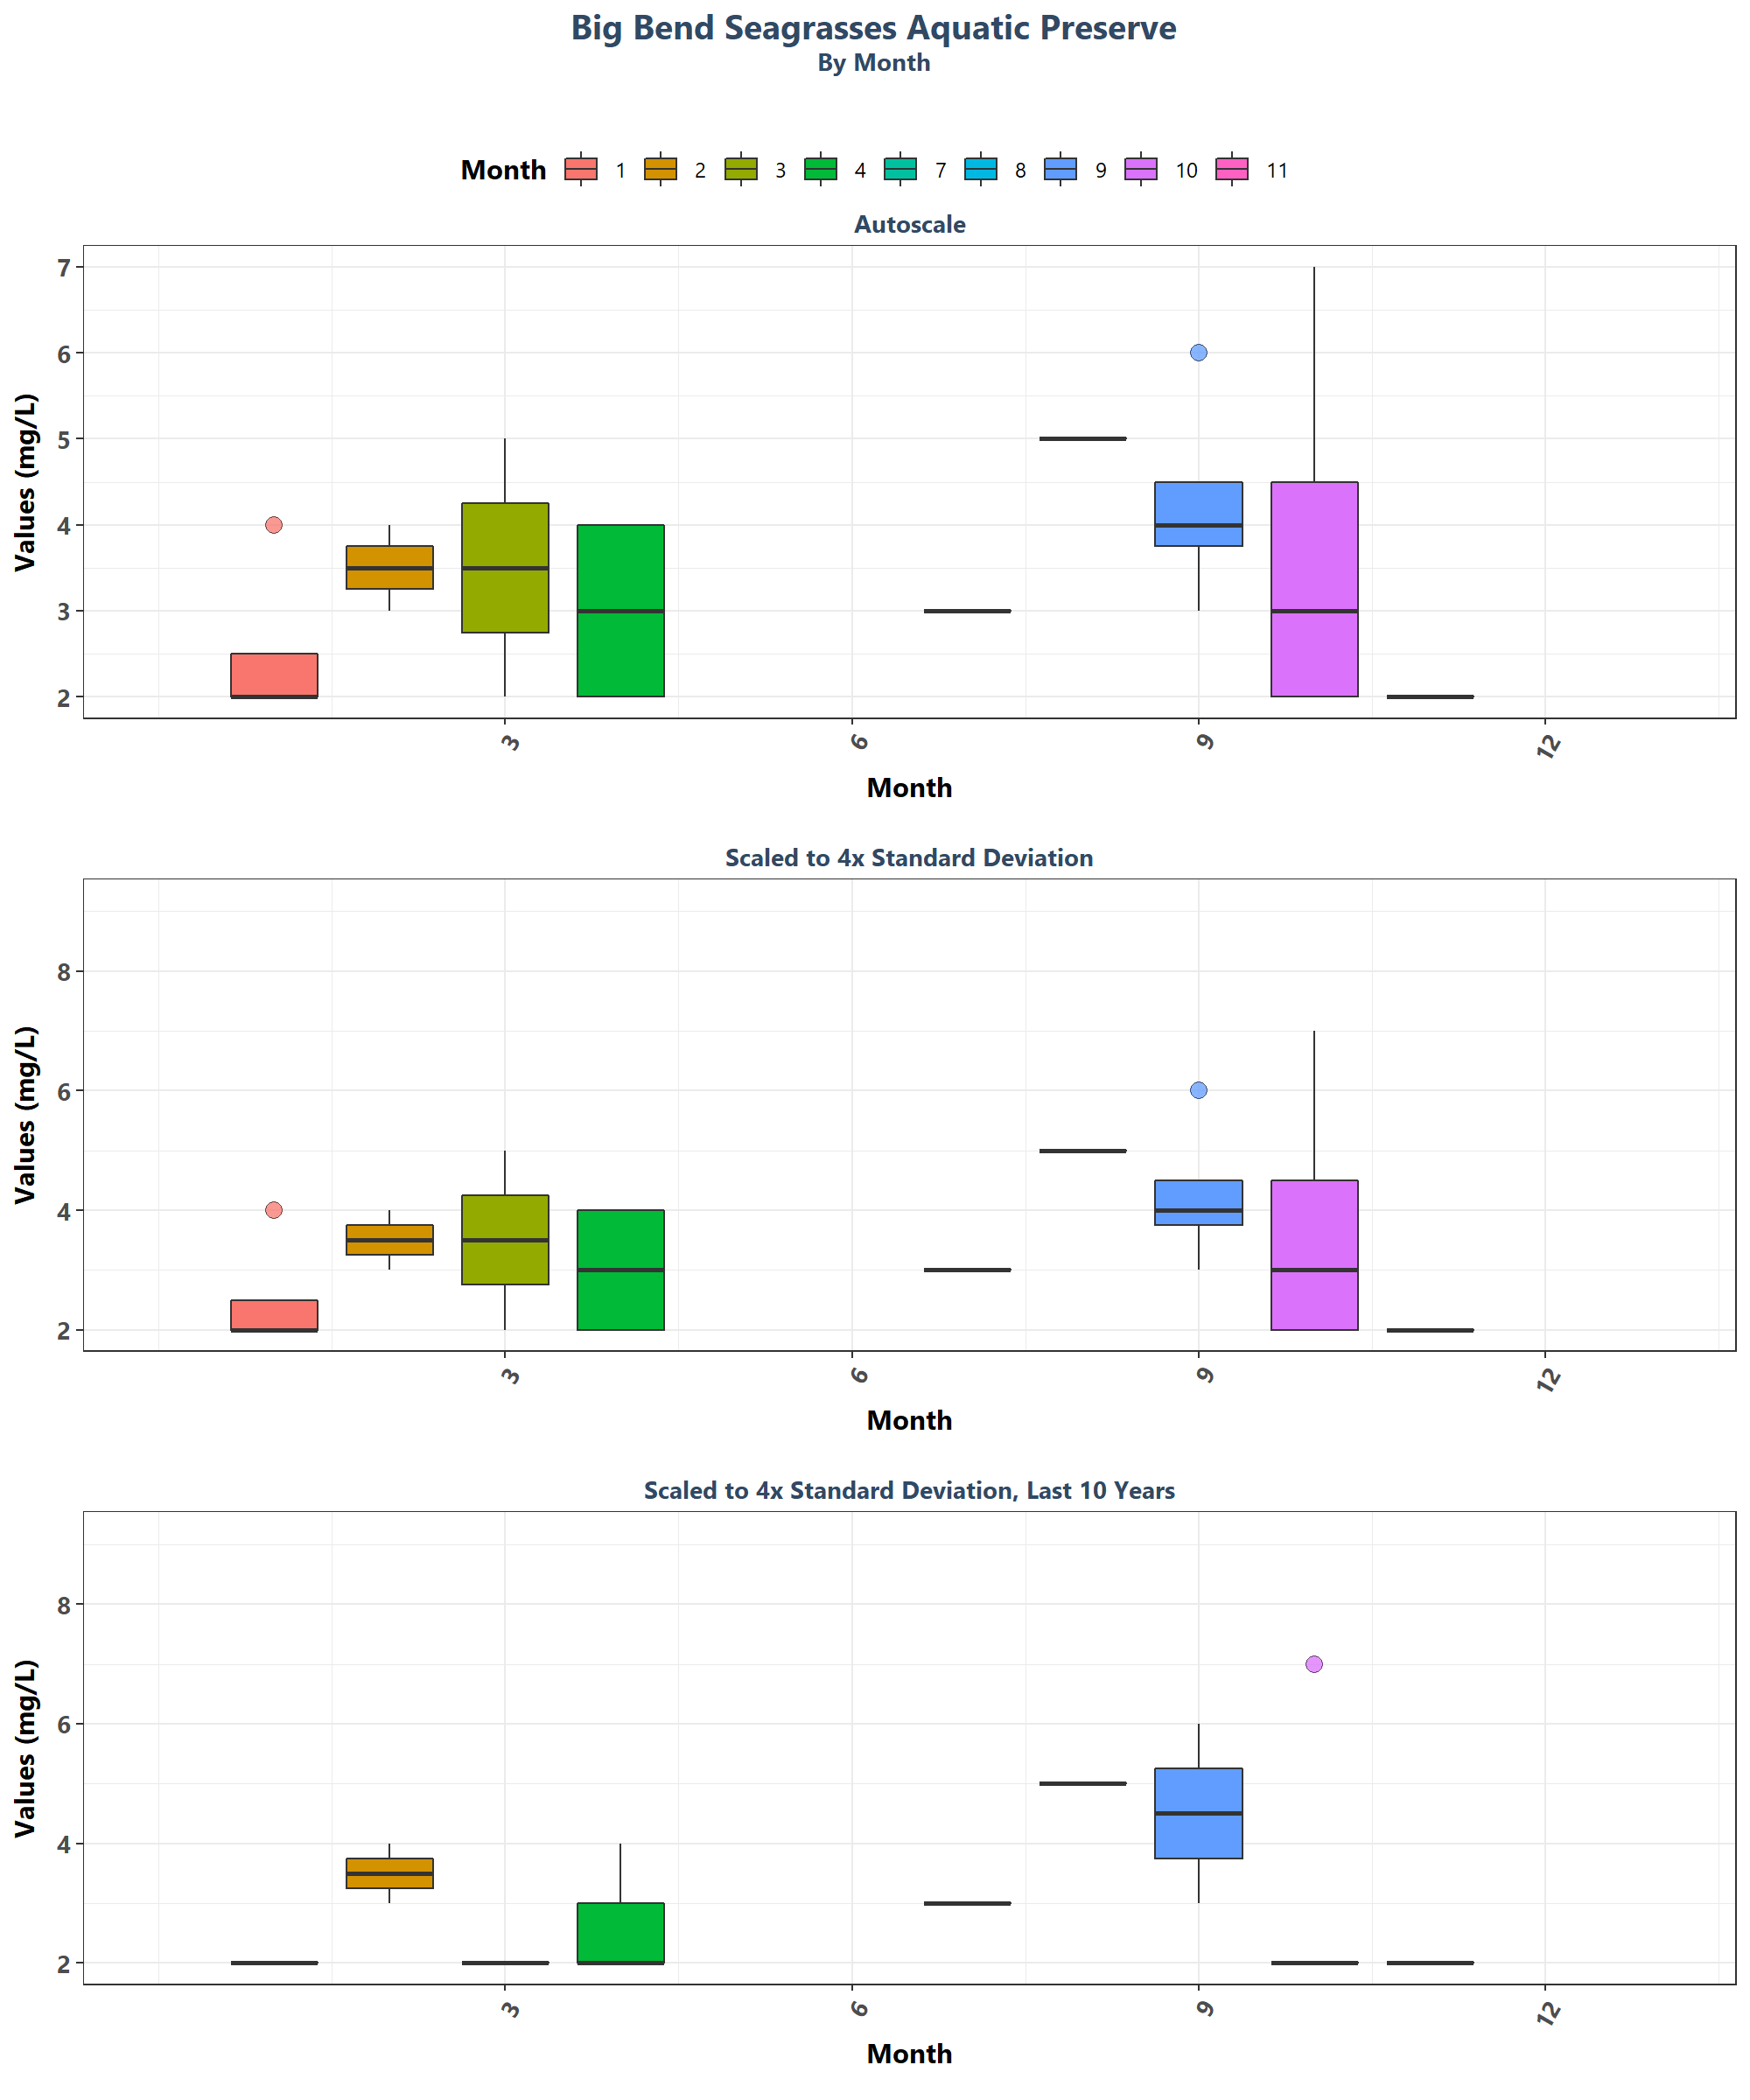 Big Bend Seagrasses Aquatic Preserve
By Month
Month 1 2 3 4 7 8 9 10 11
Autoscale
Values (mg/L)
7
6
5
4
3
2
3 6 9 12
Month
Scaled to 4x Standard Deviation
Values (mg/L)
8
6
4
2
3 6 9 12
Month
Scaled to 4x Standard Deviation, Last 10 Years
Values (mg/L)
8
6
4
2
3 6 9 12
Month